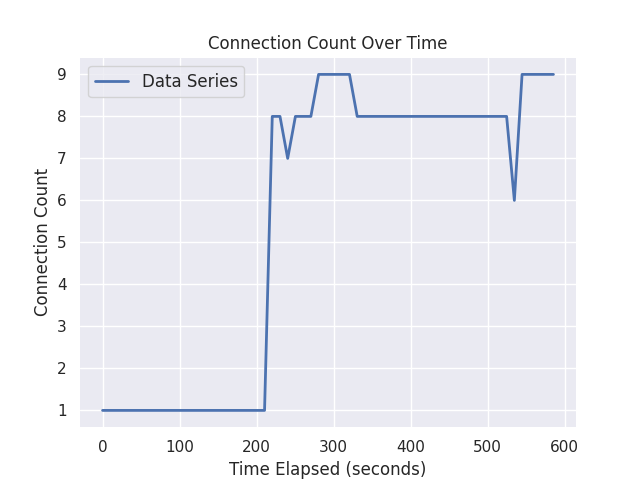 Connection Count Over Time
Data Series
Connection Count
9
8
7
6
5
4
3
2
1
0 100 200 300 400 500 600
Time Elapsed (seconds)